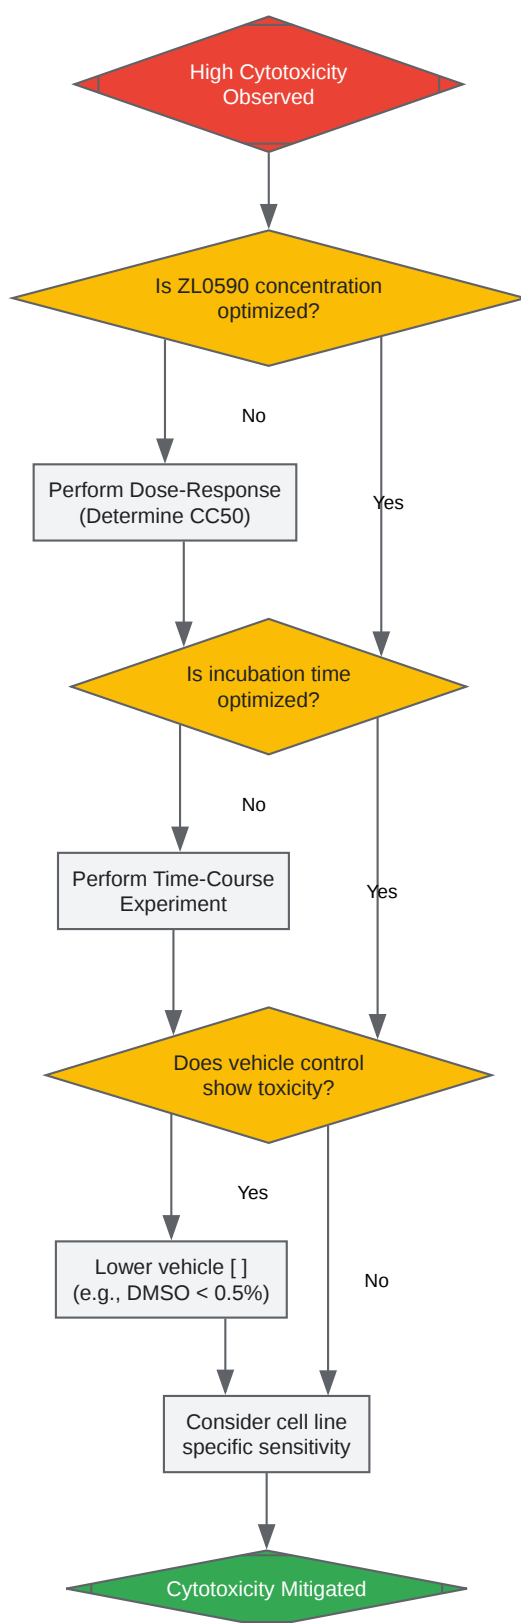 High Cytotoxicity
Observed
Is ZL0590 concentration
optimized?
No
Perform Dose-Response
(Determine CC50)
Yes
Is incubation time
optimized?
No
Perform Time-Course
Experiment
Yes
Does vehicle control
show toxicity?
Yes
Lower vehicle [ ]
(e.g., DMSO < 0.5%)
No
Consider cell line
specific sensitivity
Cytotoxicity Mitigated